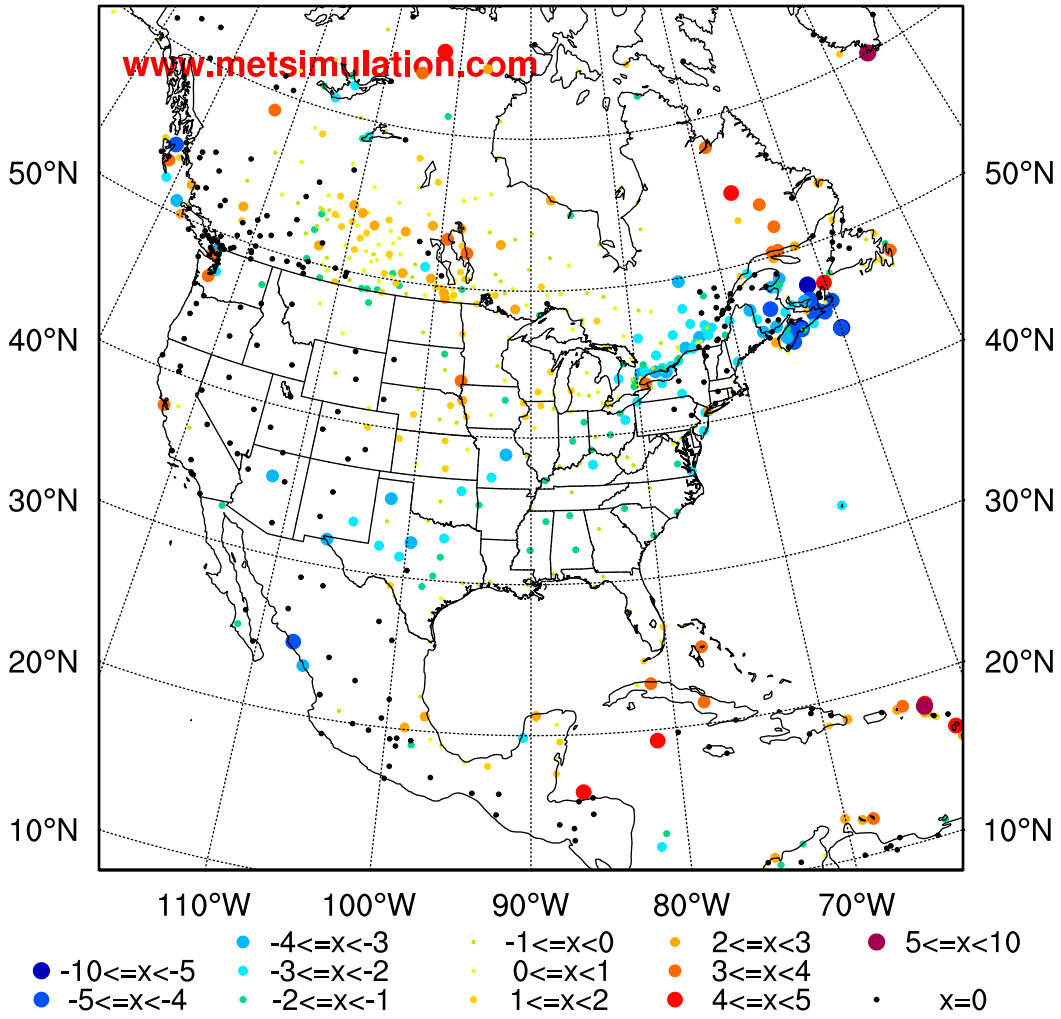 www.metsimulation.com
50°N 50°N
40°N 40°N
30°N 30°N
20°N 20°N
10°N 10°N
110°W 100°W 90°W 80°W 70°W
-4<=x<-3 -1<=x<0 2<=x<3 5<=x<10
-10<=x<-5 -3<=x<-2 0<=x<1 3<=x<4
-5<=x<-4 -2<=x<-1 1<=x<2 4<=x<5 x=0